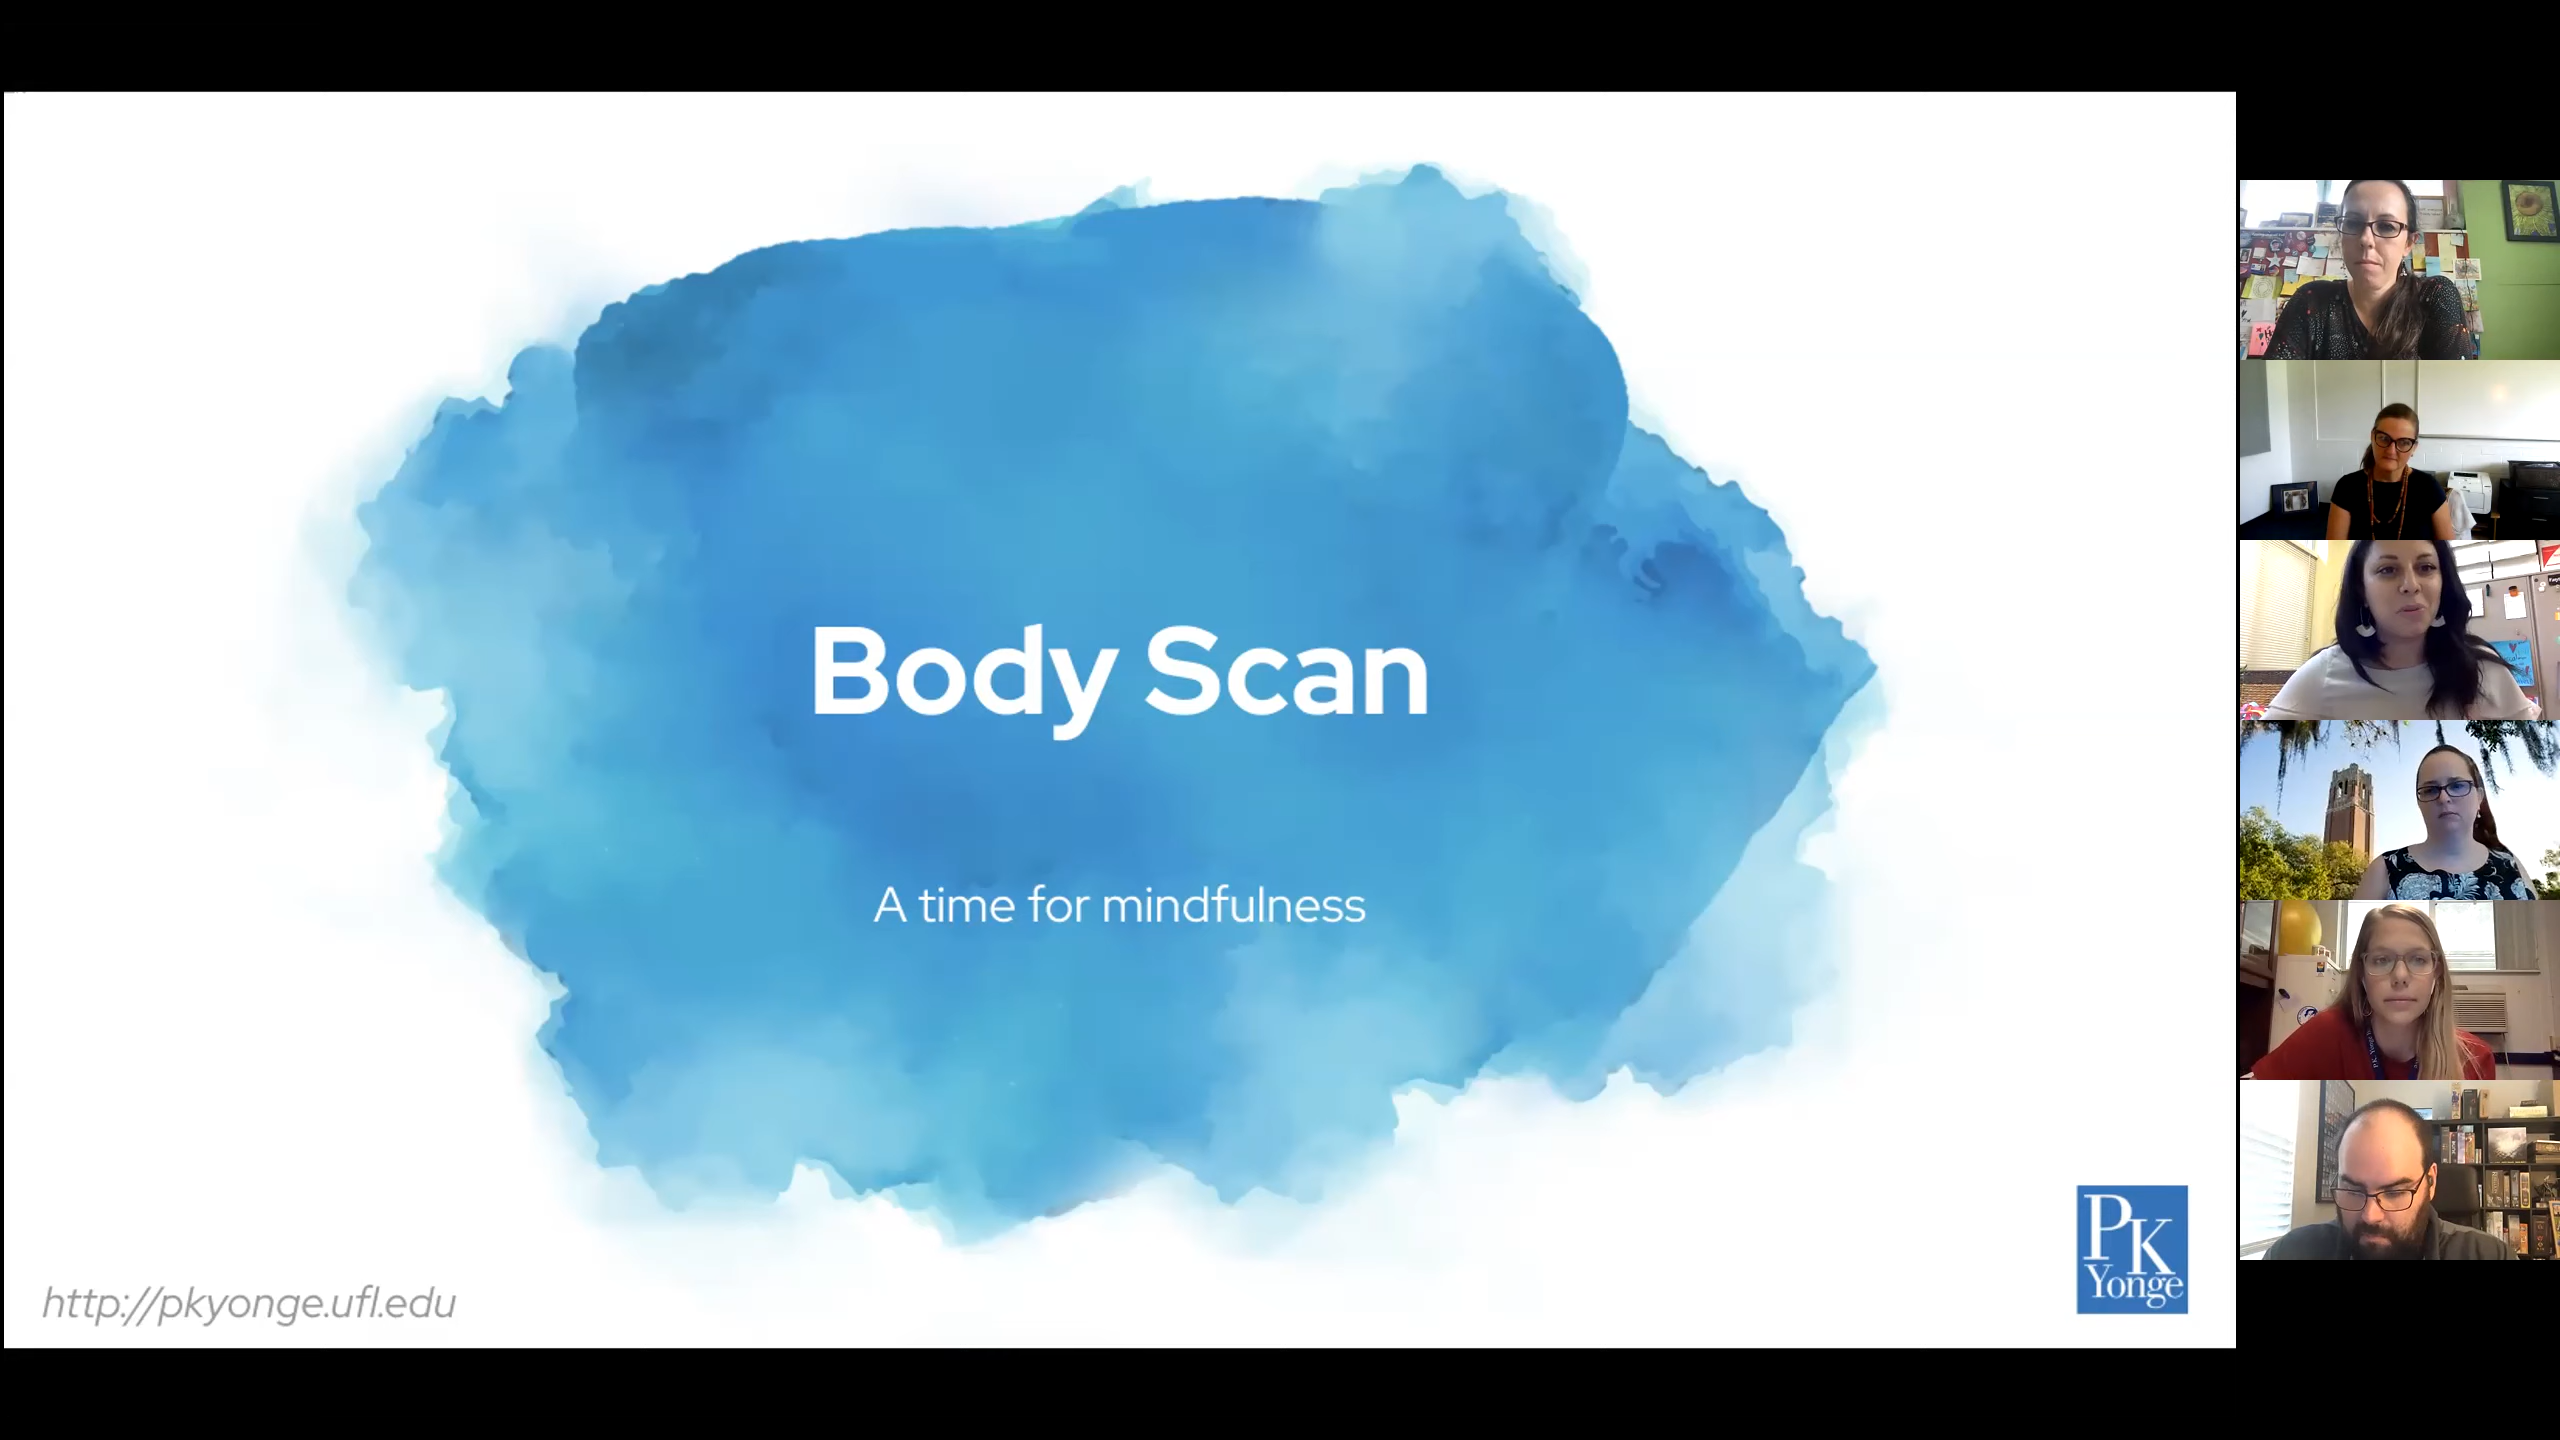 Body Scan
A time for mindfulness
http://pkyonge.ufl.edu
PK
Yonge